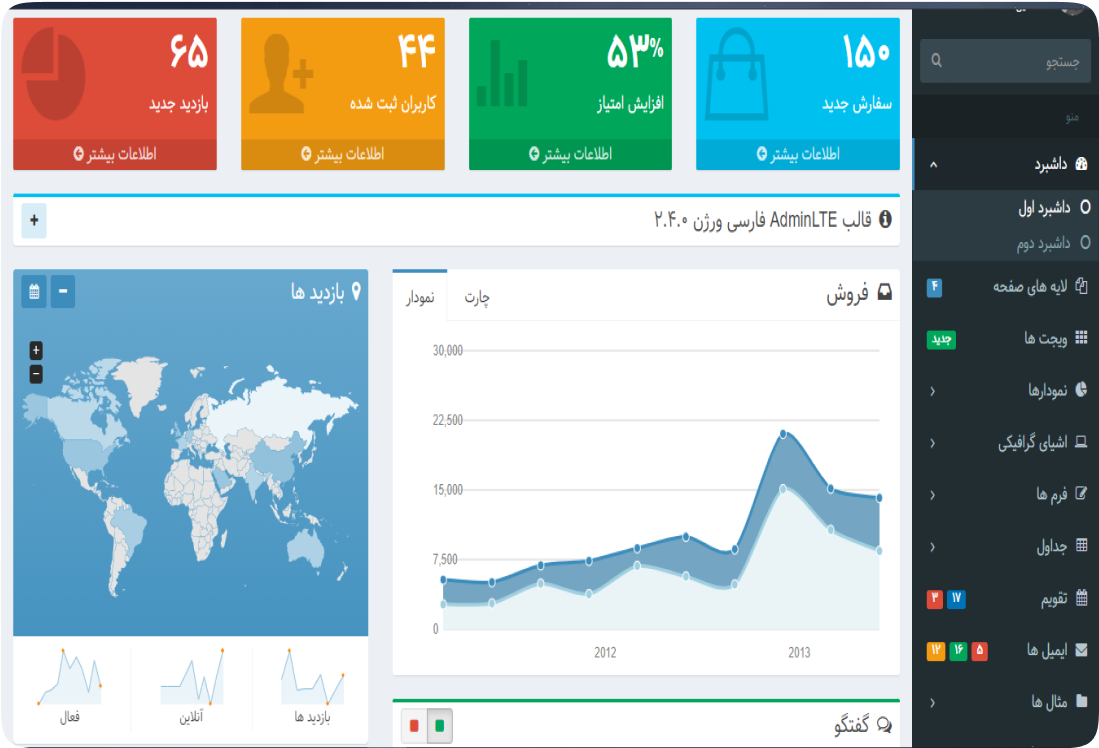 جستجو
منو
داشبرد
داشبرد اول
داشبرد دوم
لایه های صفحه ۴
ویجت ها جدید
نمودارها
اشیای گرافیکی
فرم ها
جداول
تقویم ۱۷ ۳
ایمیل ها ۵ ۱۶ ۱۲
مثال ها
۱۵۰
سفارش جدید
اطلاعات بیشتر
۵۳%
افزایش امتیاز
اطلاعات بیشتر
۴۴
کاربران ثبت شده
اطلاعات بیشتر
۶۵
بازدید جدید
اطلاعات بیشتر
قالب AdminLTE فارسی ورژن ۲.۴.۰
فروش
چارت نمودار
30,000
22,500
15,000
7,500
0
2012 2013
بازدید ها
+
−
بازدید ها
آنلاین
فعال
گفتگو